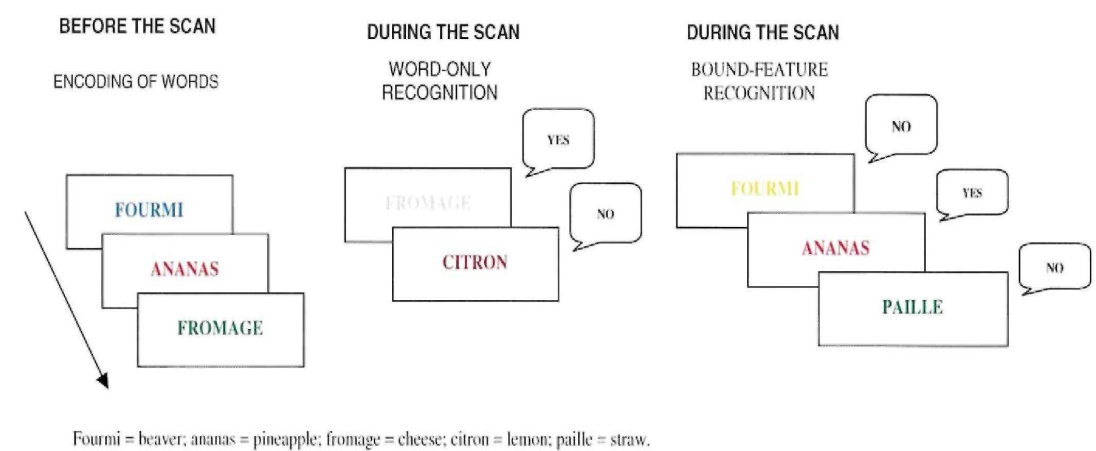 BEFORE THE SCAN
ENCODING OF WORDS
FOURMI
ANANAS
FROMAGE
DURING THE SCAN
WORD-ONLY
RECOGNITION
YES
FROMAGE
NO
CITRON
DURING THE SCAN
BOUND-FEATURE
RECOGNITION
NO
FOURMI
YES
ANANAS
NO
PAILLE
Fourmi = beaver; ananas = pineapple; fromage = cheese; citron = lemon; paille = straw.